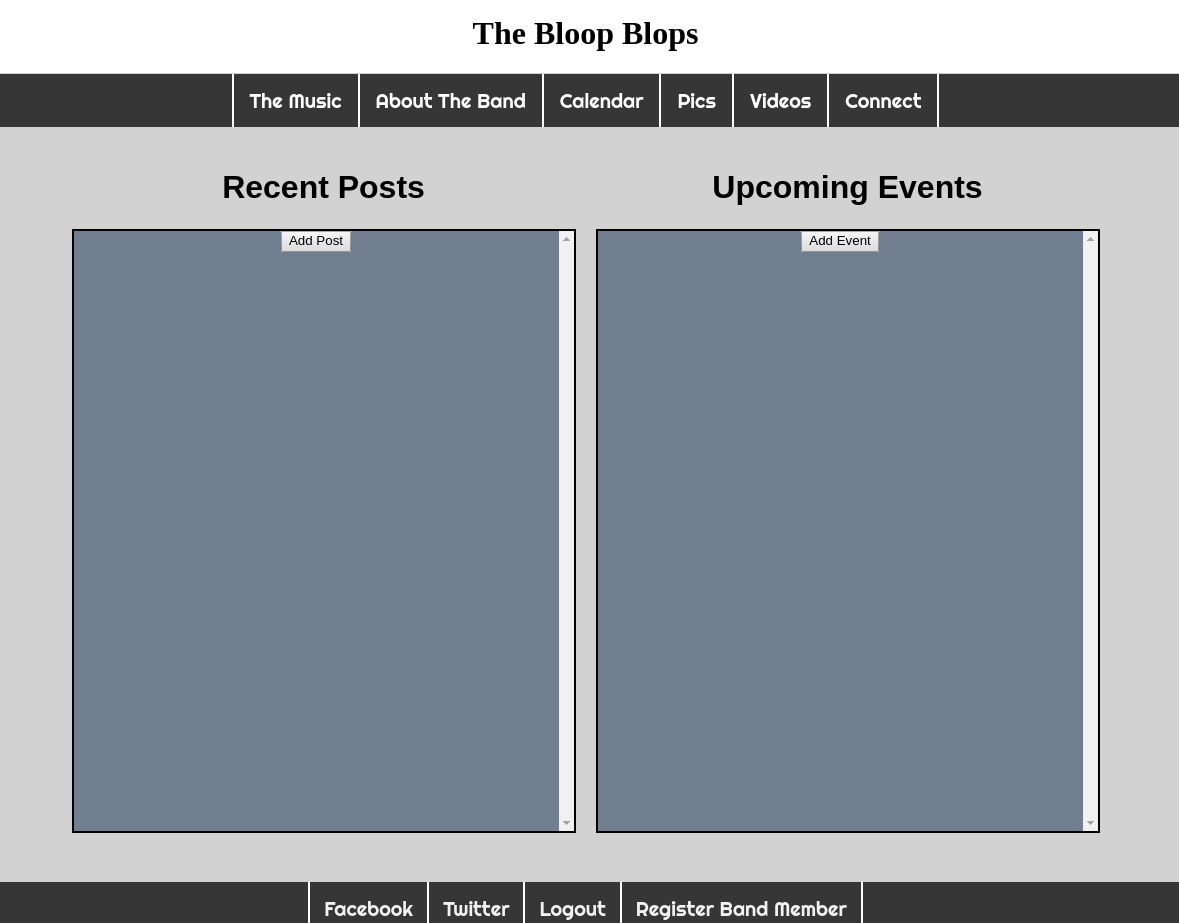 The Bloop Blops
The Music About The Band Calendar Pics Videos Connect
Recent Posts Upcoming Events
Add Post Add Event
Facebook Twitter Logout Register Band Member